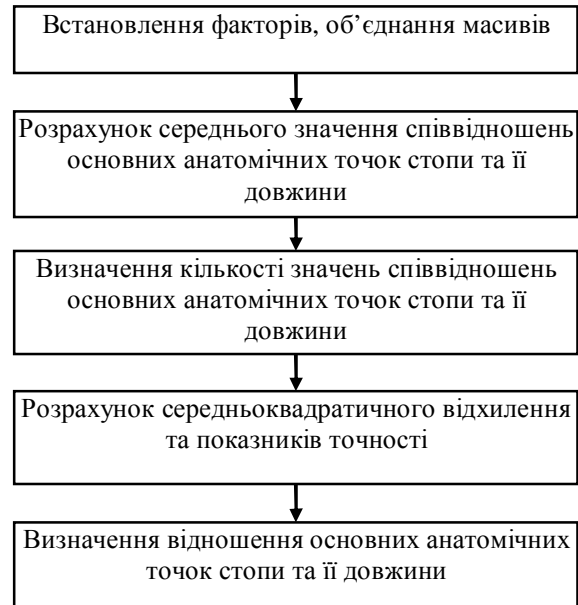 Встановлення факторів, об’єднання масивів
Розрахунок середнього значення співвідношень
основних анатомічних точок стопи та її
довжини
Визначення кількості значень співвідношень
основних анатомічних точок стопи та її
довжини
Розрахунок середньоквадратичного відхилення
та показників точності
Визначення відношення основних анатомічних
точок стопи та її довжини